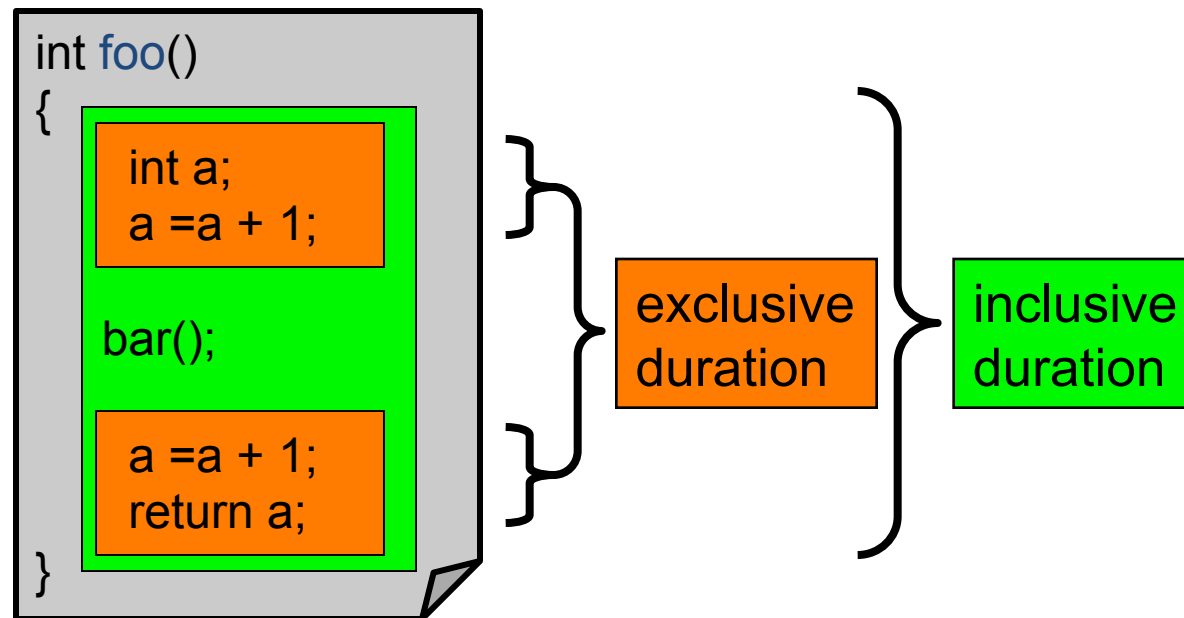 int foo()
{
int a;
a =a + 1;
bar();
a =a + 1;
return a;
}
exclusive
duration
inclusive
duration